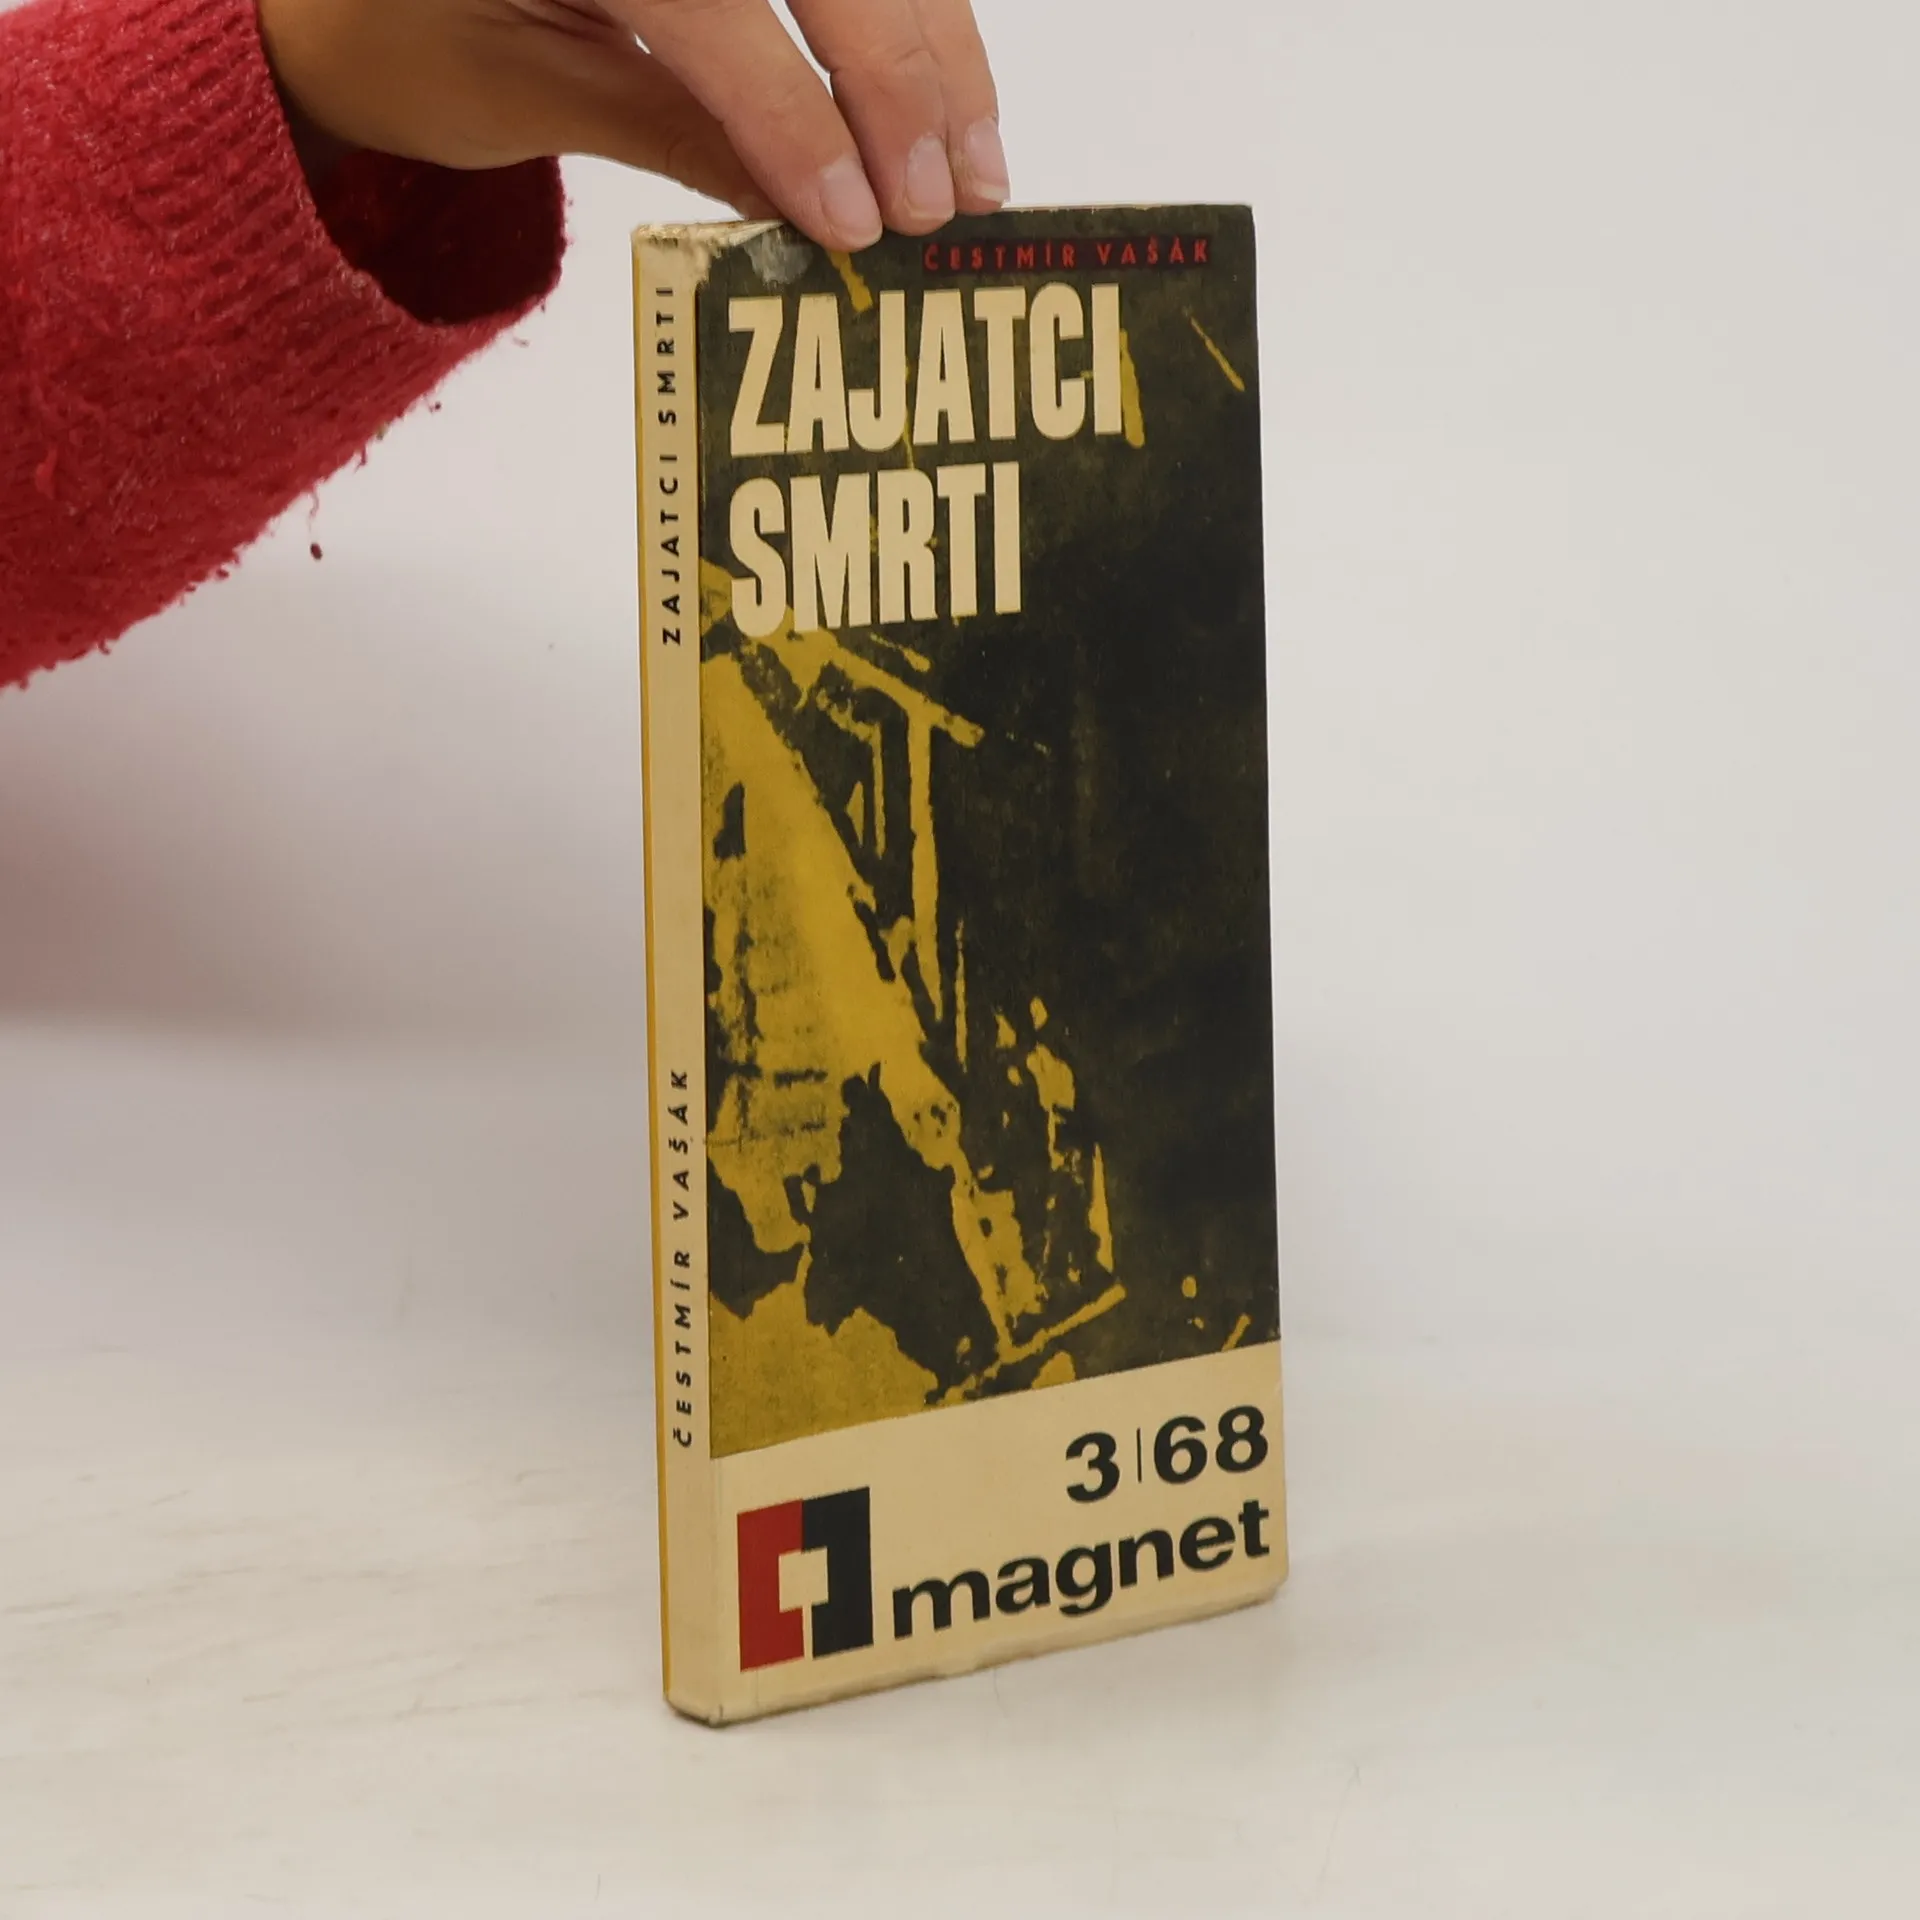 ČESTMÍR VAŠÁK
ZAJATCI
SMRTI
3|68
magnet
ČESTMÍR VAŠÁK ZAJATCI SMRTI